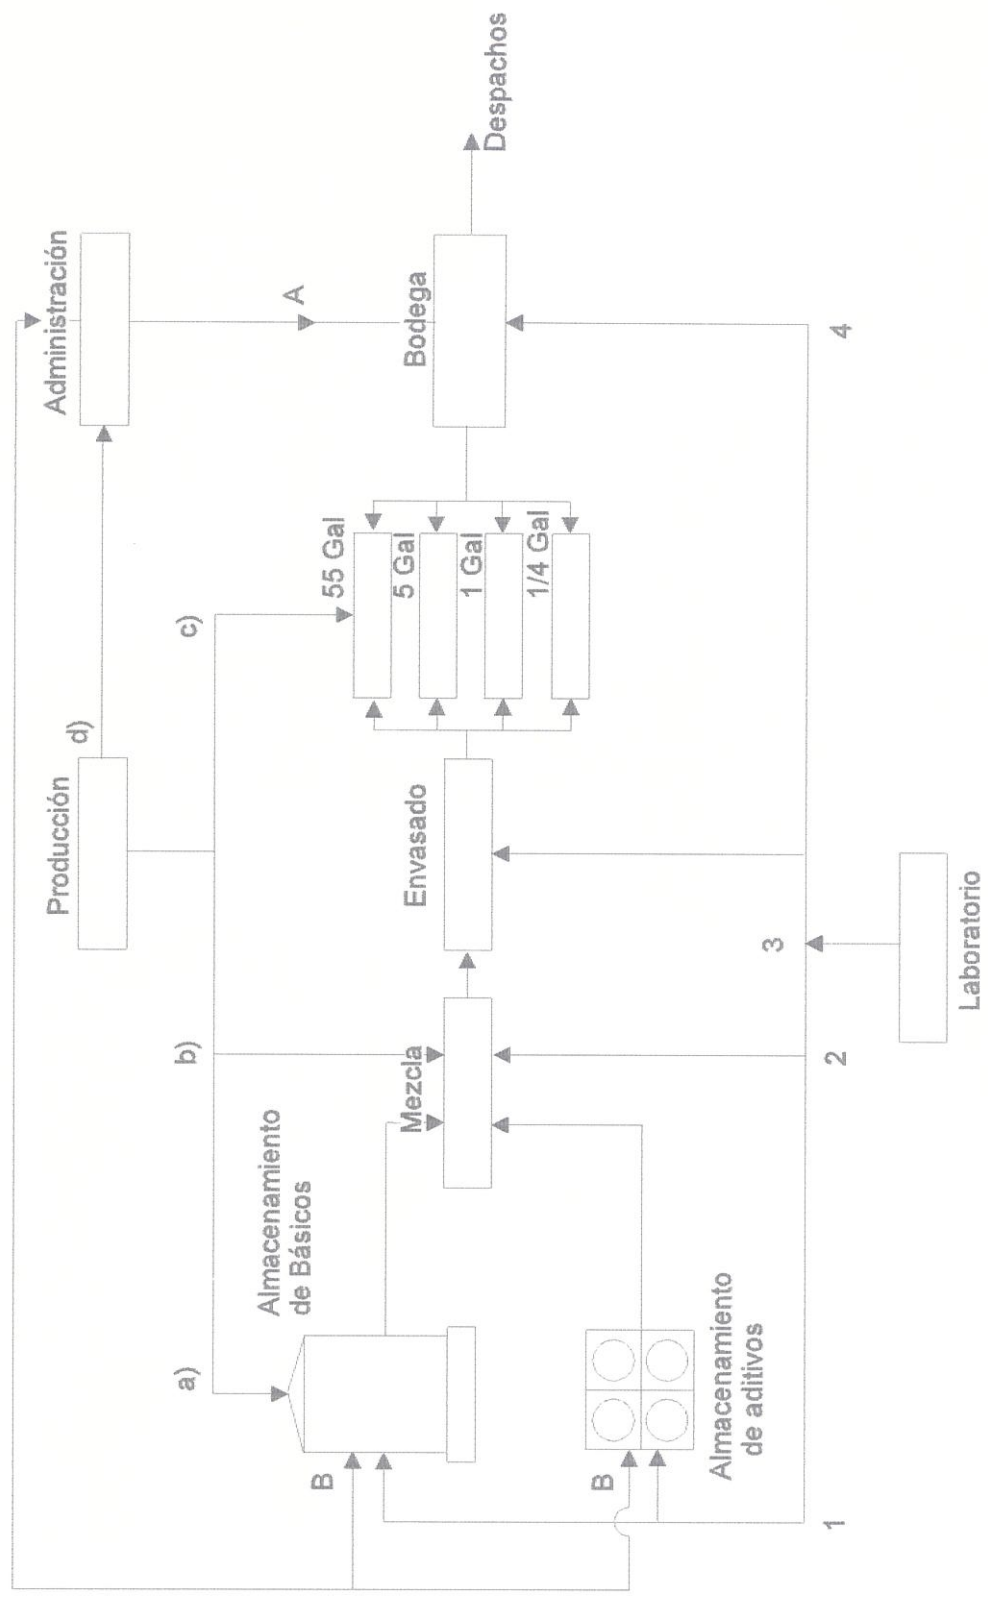 Administración
Producción
d)
A
a)
b)
c)
Almacenamiento
de Básicos
55 Gal
5 Gal
1 Gal
1/4 Gal
Mezcla
Envasado
Bodega
Despachos
B
B
Almacenamiento
de aditivos
3
1
2
4
Laboratorio